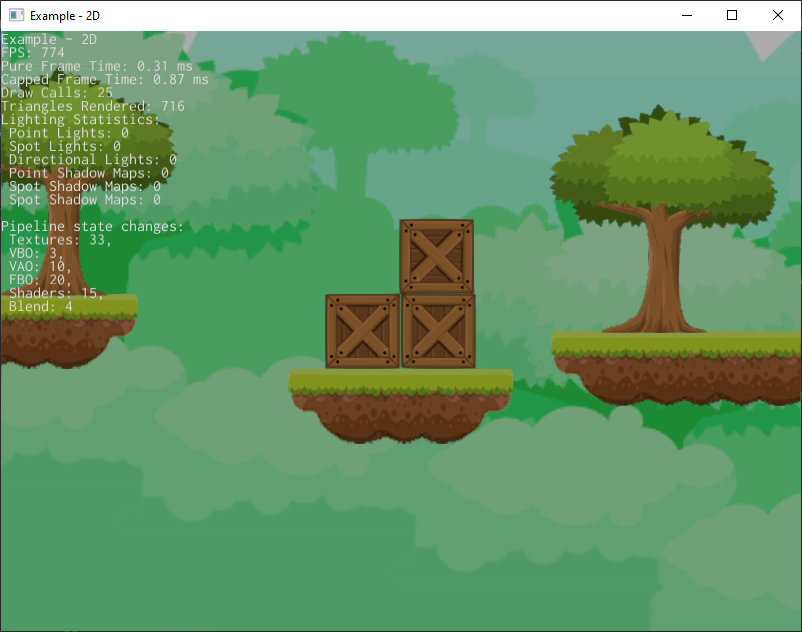 Example - 2D
Example - 2D
FPS: 774
Pure Frame Time: 0.31 ms
Capped Frame Time: 0.87 ms
Draw Calls: 25
Triangles Rendered: 716
Lighting Statistics:
Point Lights: 0
Spot Lights: 0
Directional Lights: 0
Point Shadow Maps: 0
Spot Shadow Maps: 0
Spot Shadow Maps: 0
Pipeline state changes:
Textures: 33,
VBO: 3,
VAO: 10,
FBO: 20,
Shaders: 15,
Blend: 4